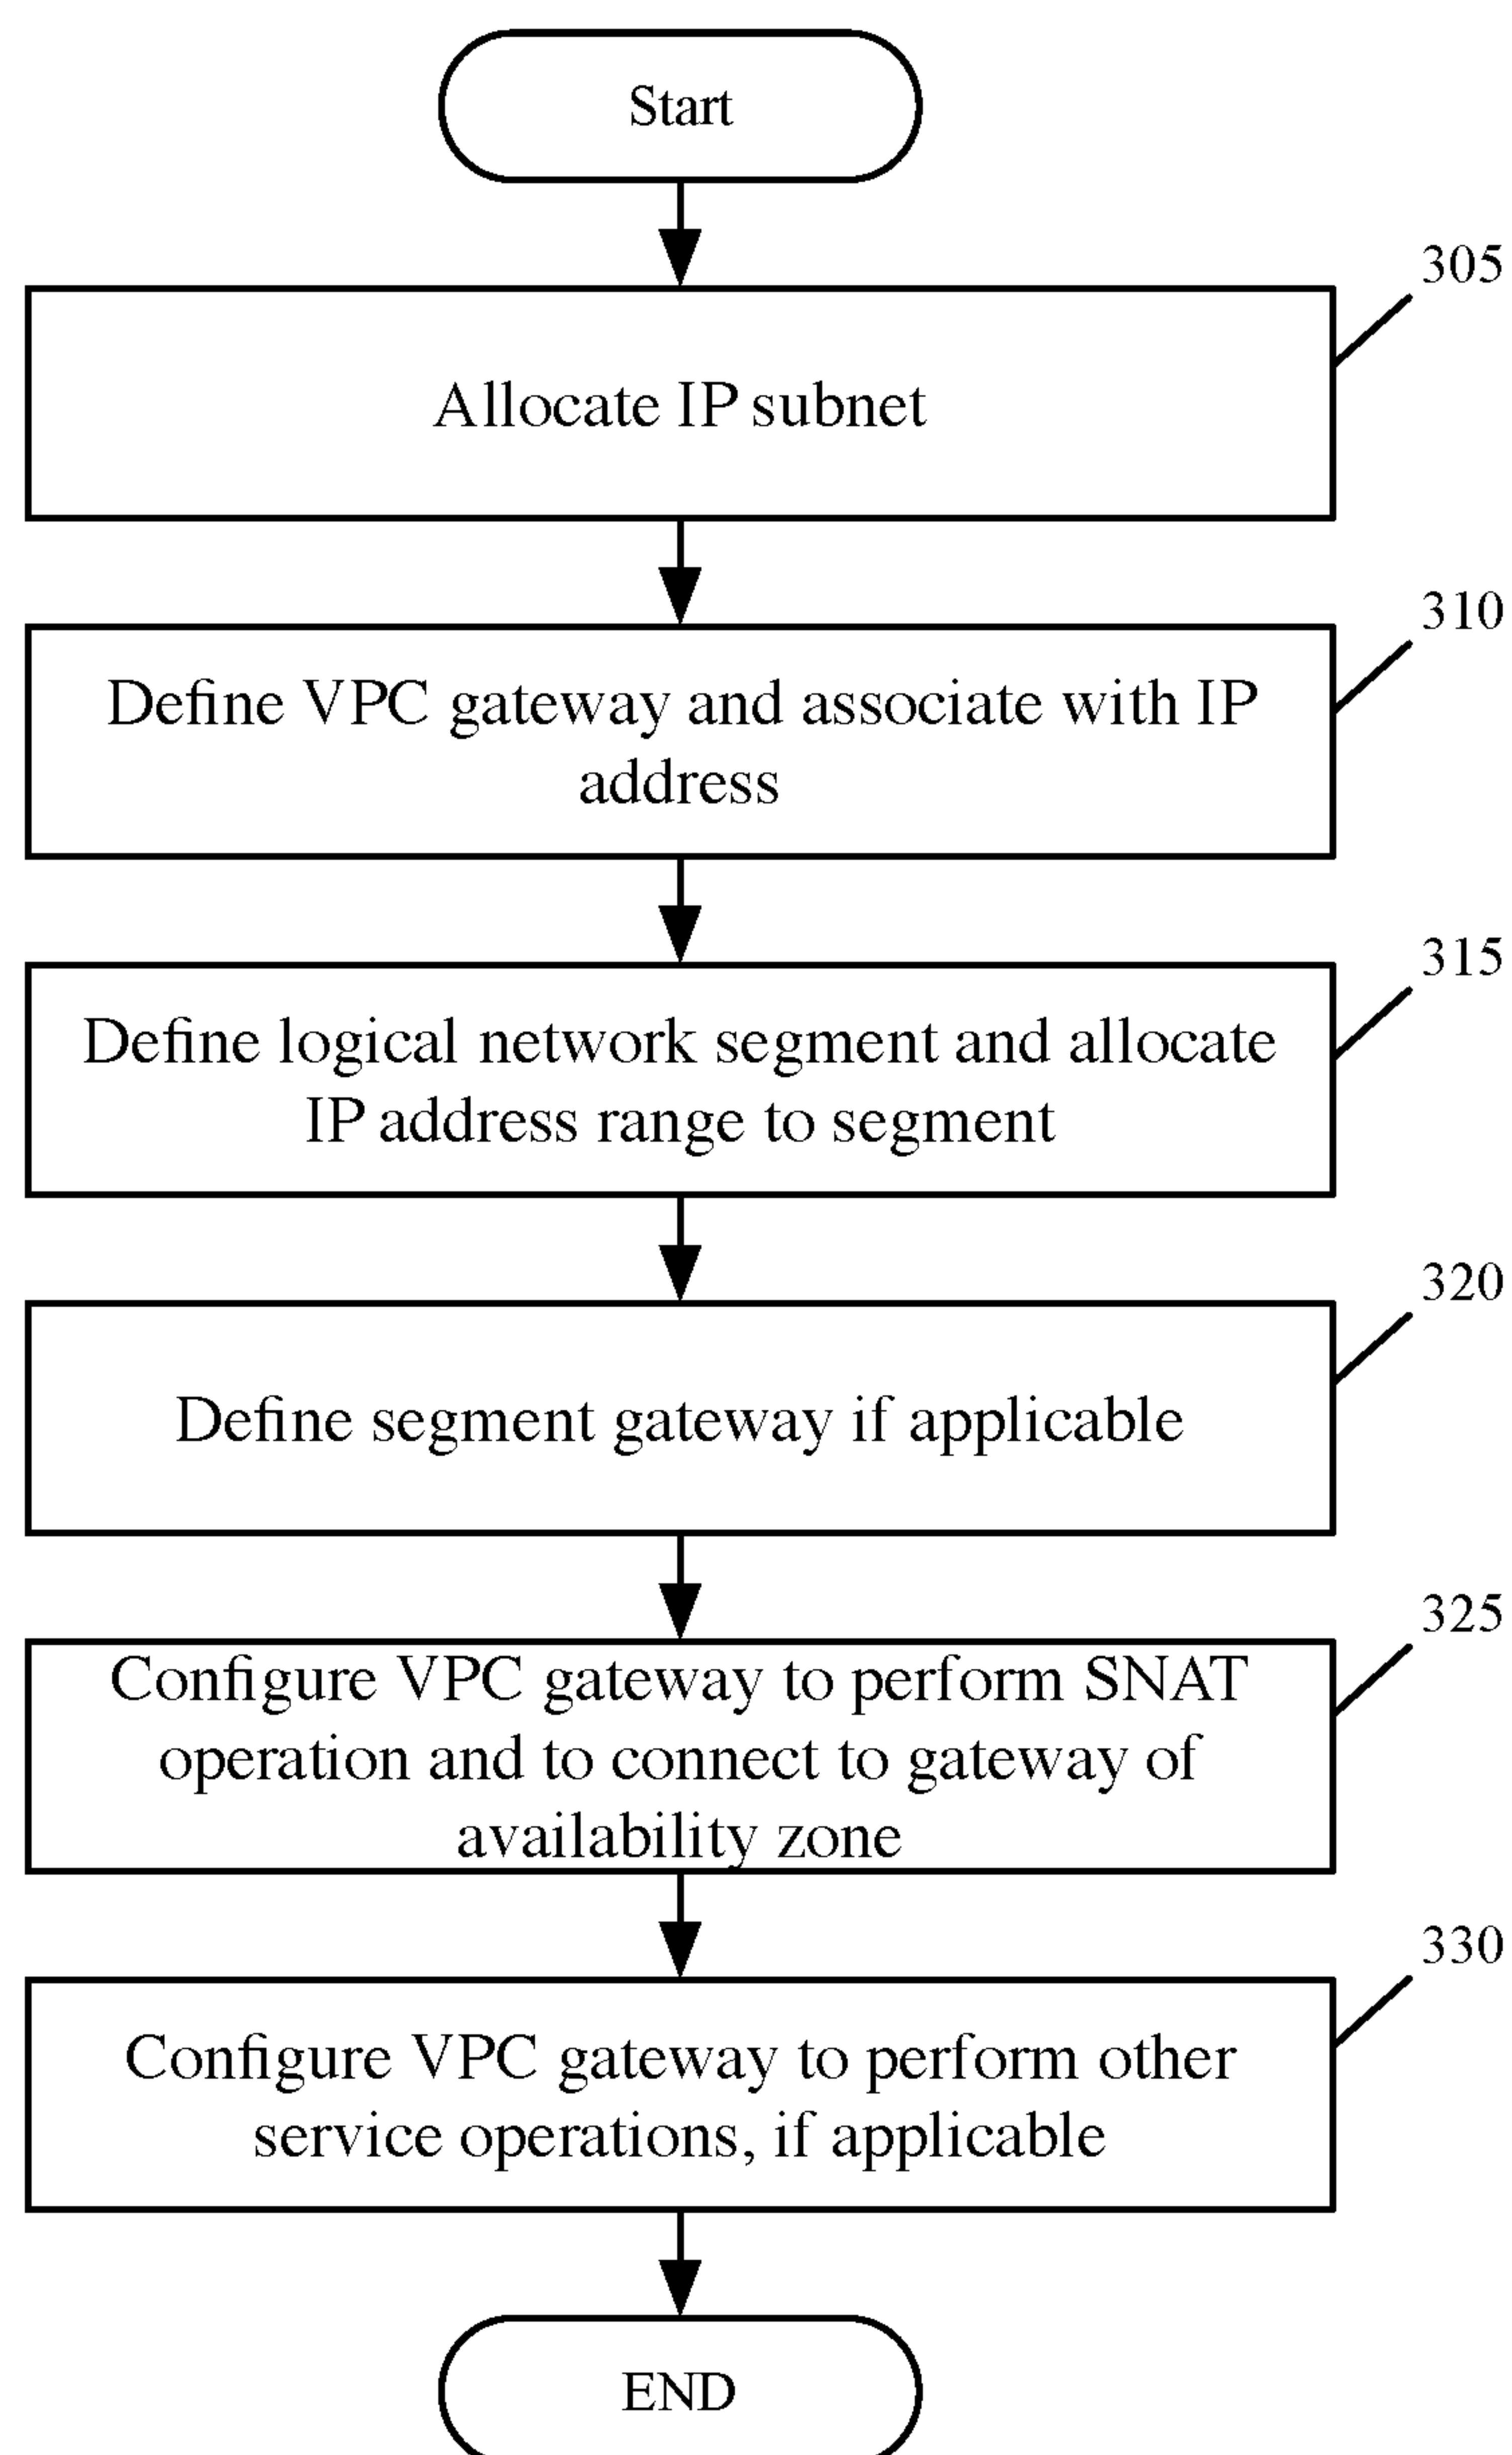 Start
305
Allocate IP subnet
310
Define VPC gateway and associate with IP
address
315
Define logical network segment and allocate
IP address range to segment
320
Define segment gateway if applicable
325
Configure VPC gateway to perform SNAT
operation and to connect to gateway of
availability zone
330
Configure VPC gateway to perform other
service operations, if applicable
END